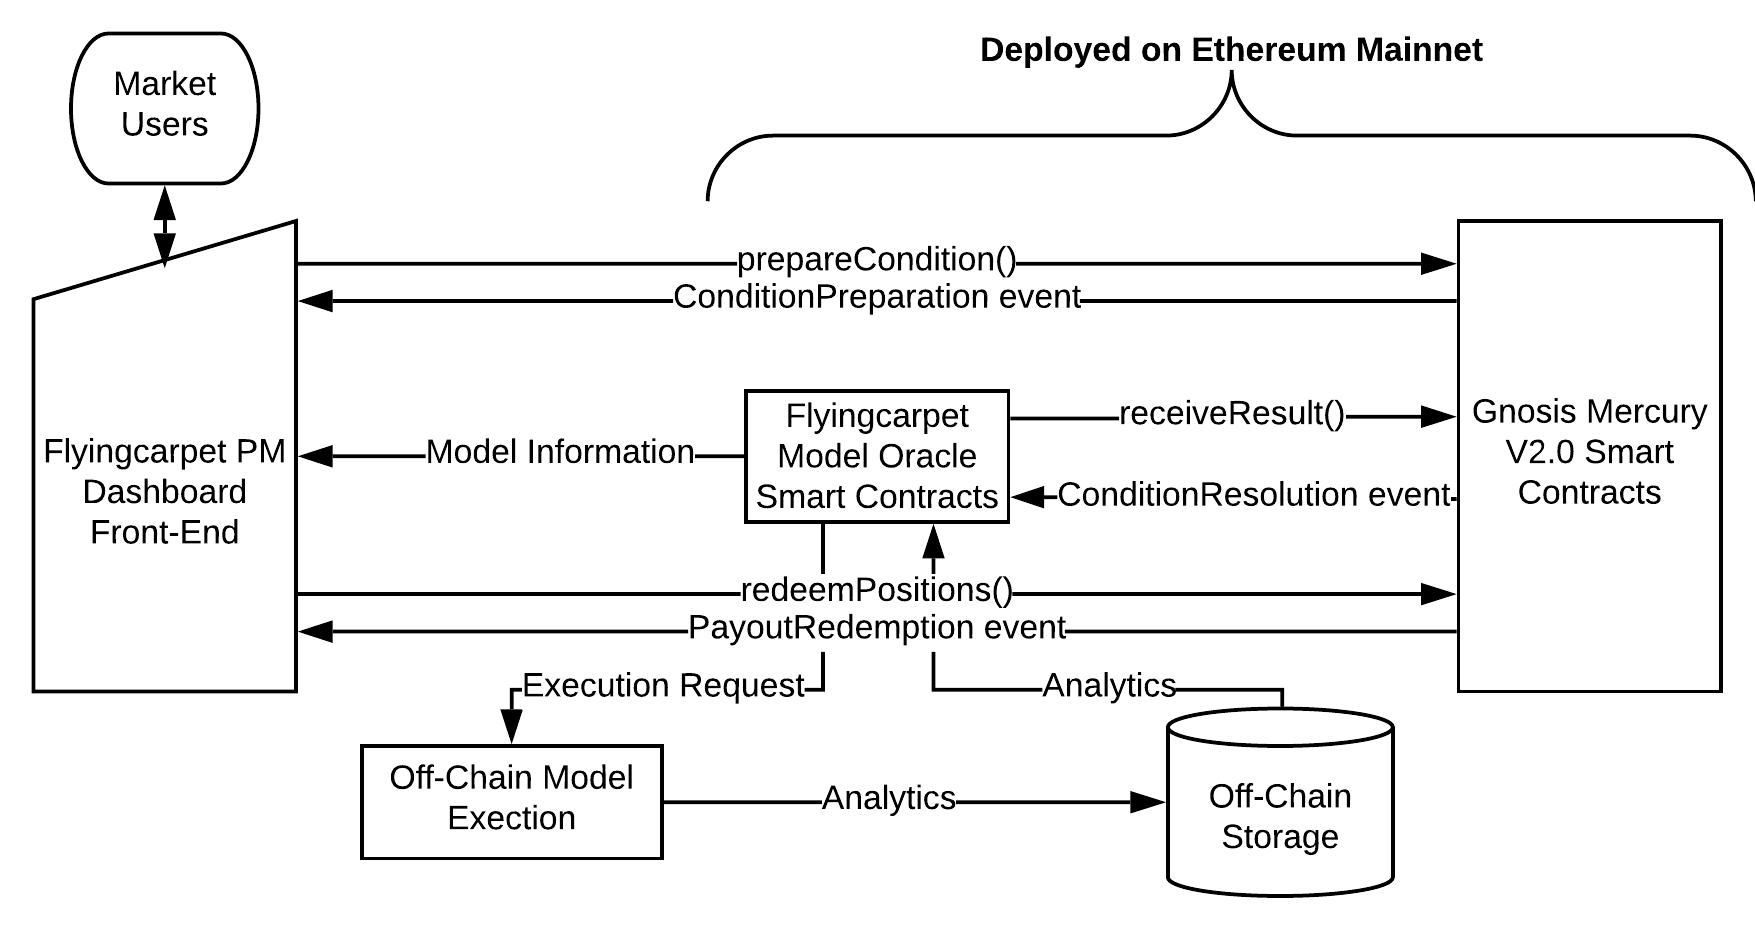 Deployed on Ethereum Mainnet
Market
Users
prepareCondition()
ConditionPreparation event
Flyingcarpet PM
Dashboard
Front-End
Model Information
Flyingcarpet
Model Oracle
Smart Contracts
receiveResult()
ConditionResolution event
Gnosis Mercury
V2.0 Smart
Contracts
redeemPositions()
PayoutRedemption event
Execution Request
Analytics
Off-Chain Model
Exection
Analytics
Off-Chain
Storage